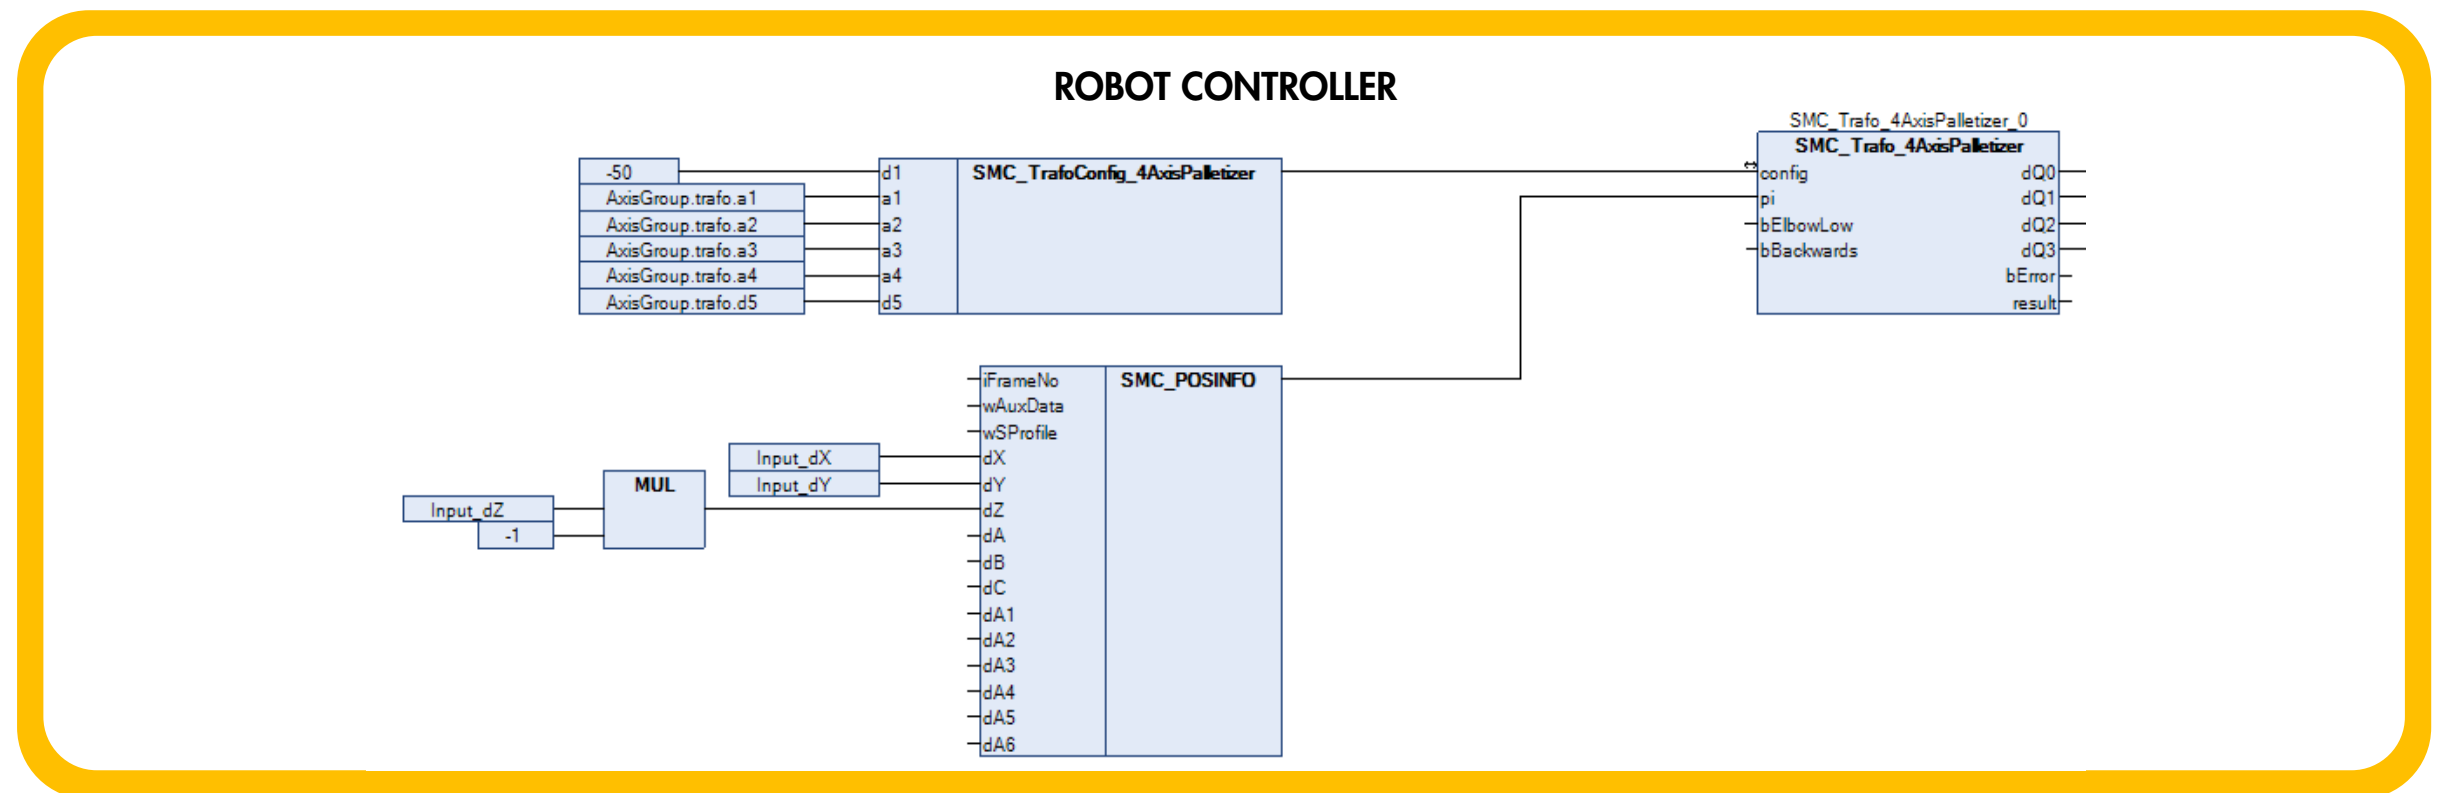 ROBOT CONTROLLER
SMC_Trafo_4AxisPalletizer_0
SMC_Trafo_4AxisPalletizer
-50
d1
SMC_TrafoConfig_4AxisPalletizer
config
dQ0
AxisGroup.trafo.a1
a1
pi
dQ1
AxisGroup.trafo.a2
a2
bElbowLow
dQ2
AxisGroup.trafo.a3
a3
bBackwards
dQ3
AxisGroup.trafo.a4
a4
bError
AxisGroup.trafo.d5
d5
result
iFrameNo
SMC_POSINFO
wAuxData
wSProfile
Input_dX
dX
MUL
Input_dY
dY
Input_dZ
dZ
-1
dA
dB
dC
dA1
dA2
dA3
dA4
dA5
dA6